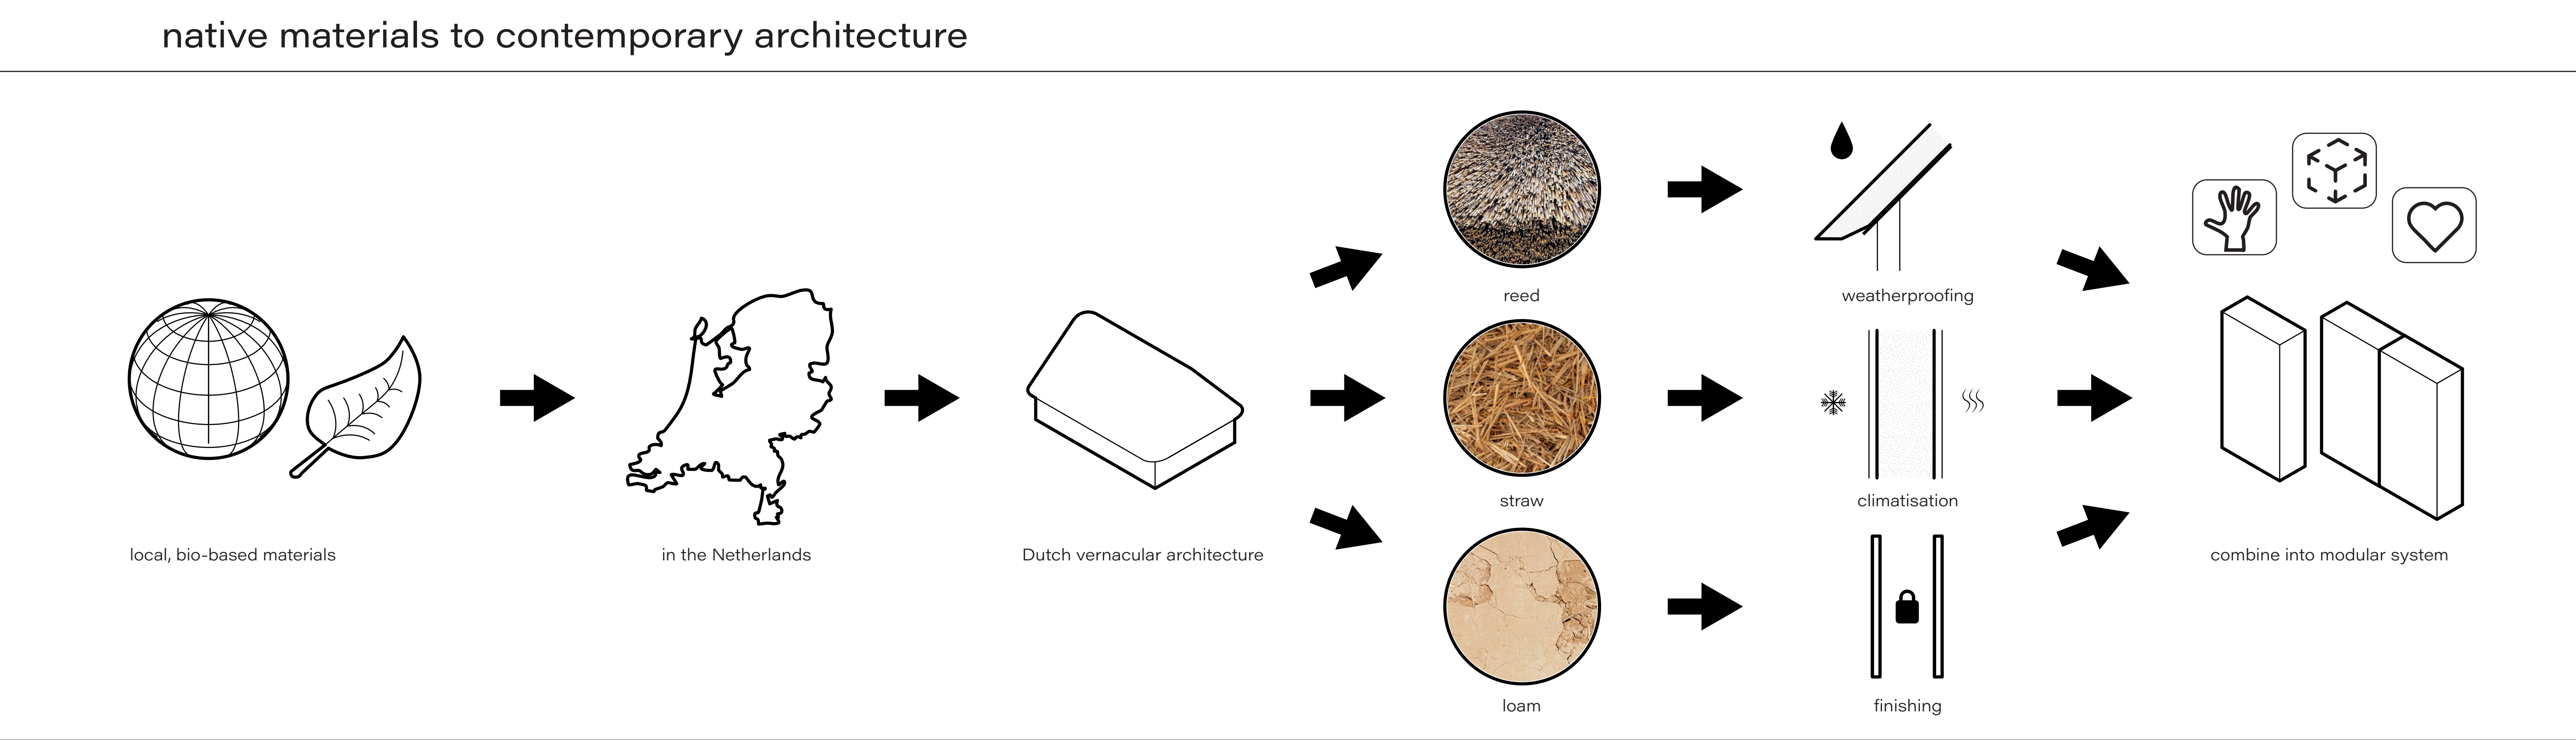 native materials to contemporary architecture
local, bio-based materials
in the Netherlands
Dutch vernacular architecture
reed
weatherproofing
straw
climatisation
loam
finishing
combine into modular system